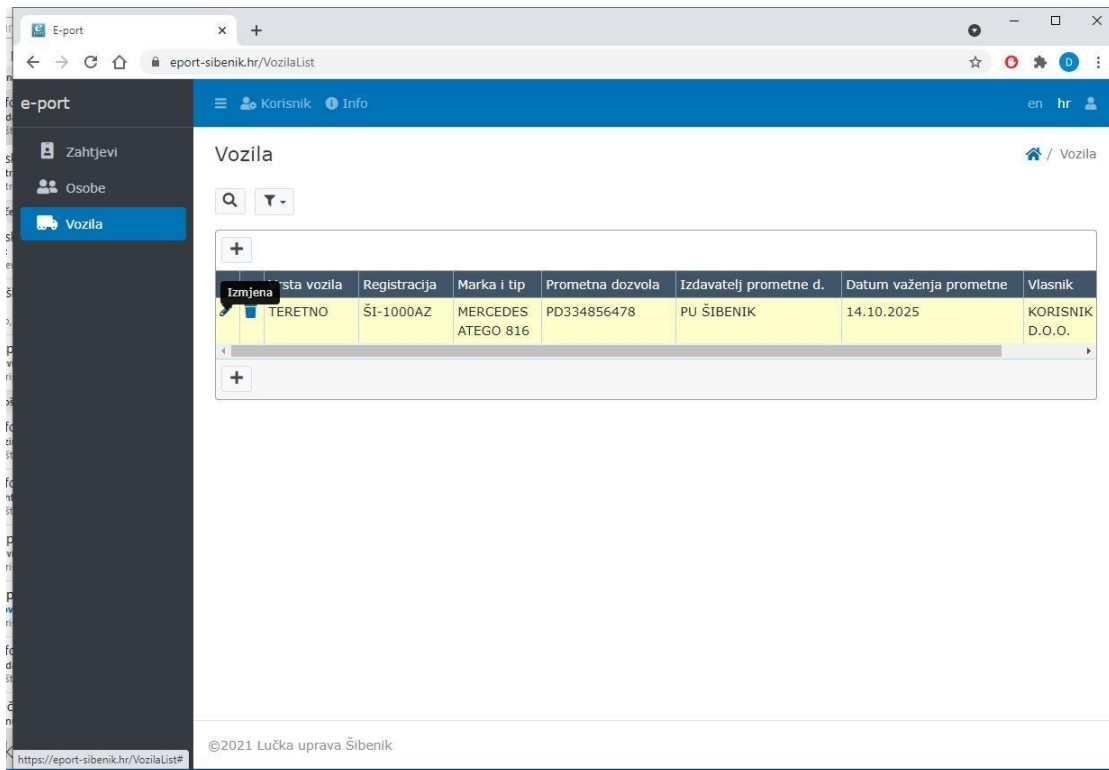 E-port
eport-sibenik.hr/VozilaList
D
e-port
Korisnik Info
en hr
Zahtjevi
Osobe
Vozila
Vozila
/ Vozila
Izmjena
Vrsta vozila Registracija Marka i tip Prometna dozvola Izdavatelj prometne d. Datum važenja prometne Vlasnik
TERETNO ŠI-1000AZ MERCEDES PD334856478 PU ŠIBENIK 14.10.2025 KORISNIK
ATEGO 816 D.O.O.
©2021 Lučka uprava Šibenik
https://eport-sibenik.hr/VozilaList#